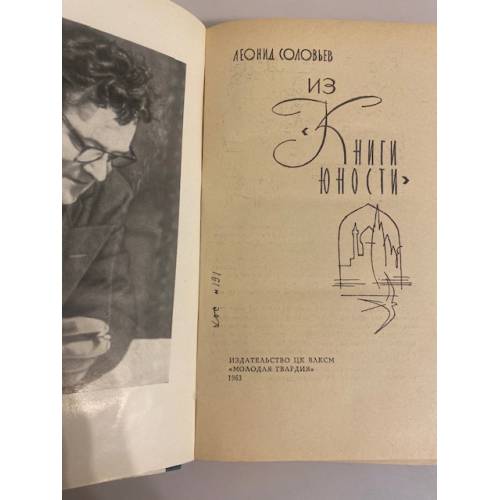 ЛЕОНИД СОЛОВЬЕВ
ИЗ
«КНИГИ
ЮНОСТИ»
ИЗДАТЕЛЬСТВО ЦК ВЛКСМ
«МОЛОДАЯ ГВАРДИЯ»
1963